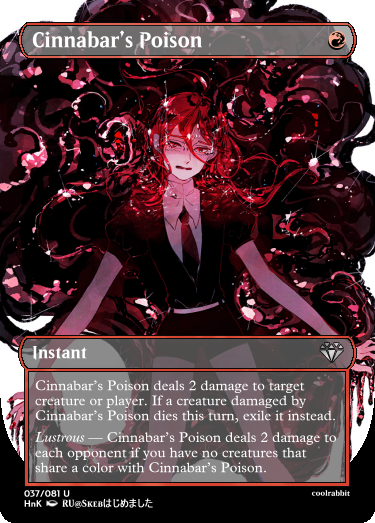 Cinnabar's Poison
Instant
Cinnabar's Poison deals 2 damage to target
creature or player. If a creature damaged by
Cinnabar's Poison dies this turn, exile it instead.
Lustrous — Cinnabar's Poison deals 2 damage to
each opponent if you have no creatures that
share a color with Cinnabar's Poison.
037/081 U
HnK RU@Skebはじめました
coolrabbit